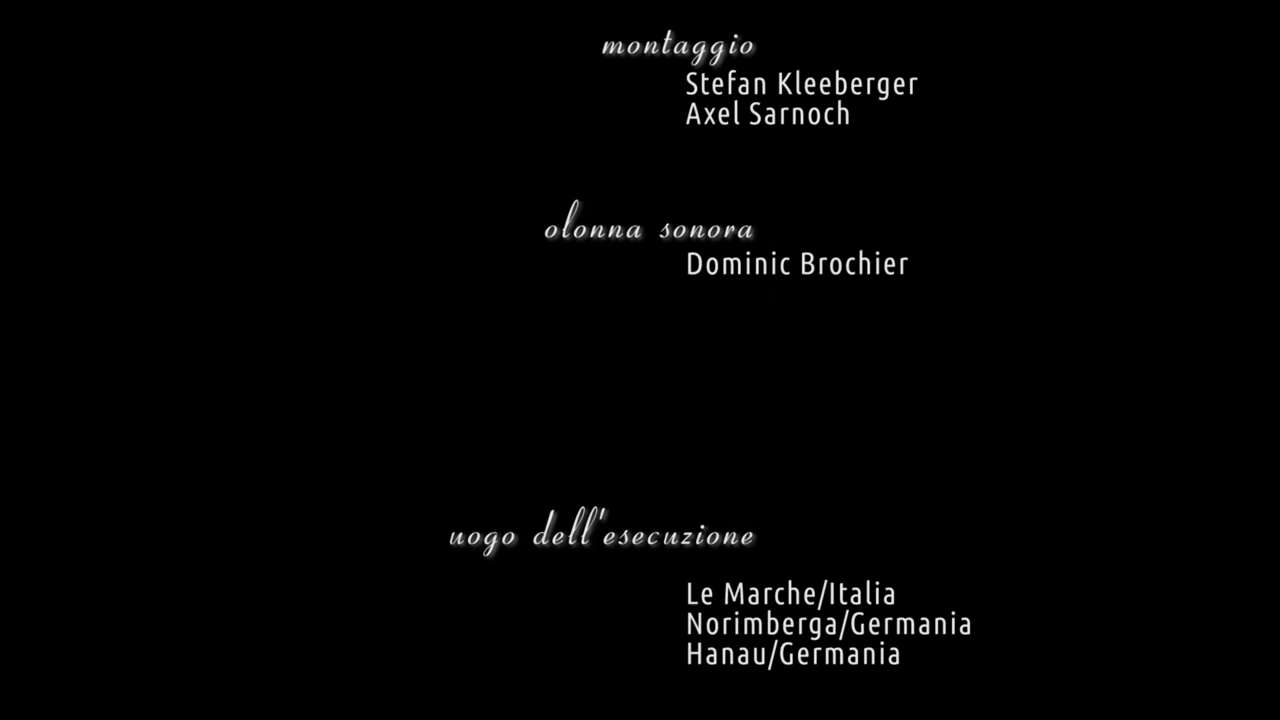 montaggio
Stefan Kleeberger
Axel Sarnoch
olonna sonora
Dominic Brochier
uogo dell'esecuzione
Le Marche/Italia
Norimberga/Germania
Hanau/Germania